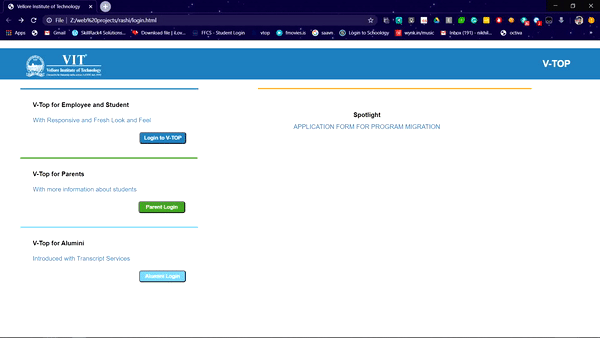 Vellore Institute of Technology
File
Z:/web%20projects/rashi/login.html
Apps
Gmail
SkillRack4 Solutions...
Download file | iLov...
FFCS - Student Login
vtop
fmovies.is
saavn
Login to Schoology
wynk.in/music
Inbox (191) - nikhil...
octiva
VIT
Vellore Institute of Technology
V-TOP
V-Top for Employee and Student
With Responsive and Fresh Look and Feel
Login to V-TOP
V-Top for Parents
With more information about students
Parent Login
V-Top for Alumini
Introduced with Transcript Services
Alumini Login
Spotlight
APPLICATION FORM FOR PROGRAM MIGRATION